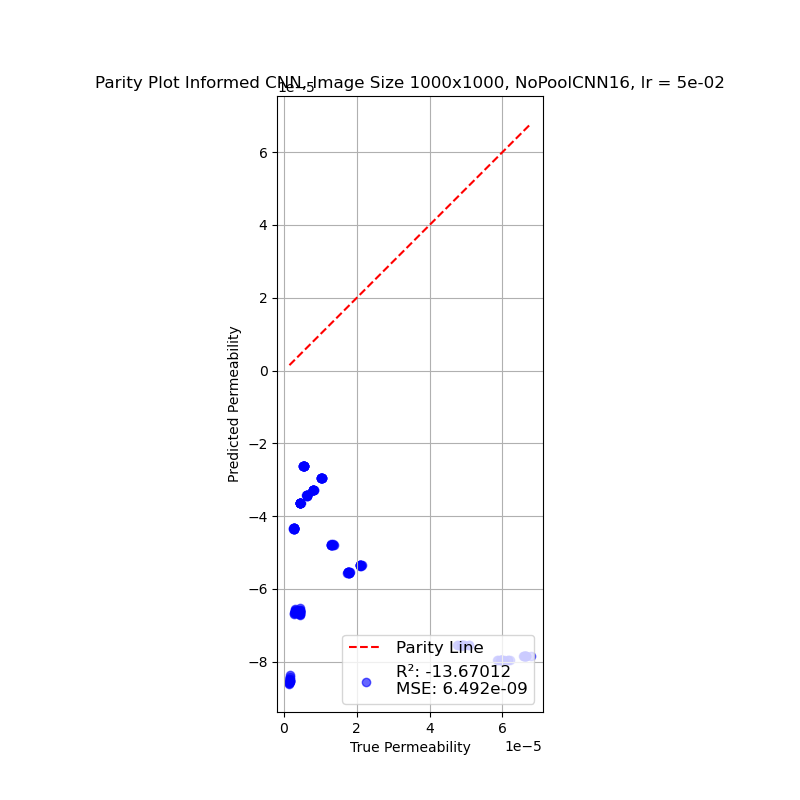 Parity Plot Informed CNN, Image Size 1000x1000, NoPoolCNN16, lr = 5e-02
1e−5
6
4
2
0
−2
−4
−6
−8
Predicted Permeability
Parity Line
R²: -13.67012
MSE: 6.492e-09
0 2 4 6
1e−5
True Permeability